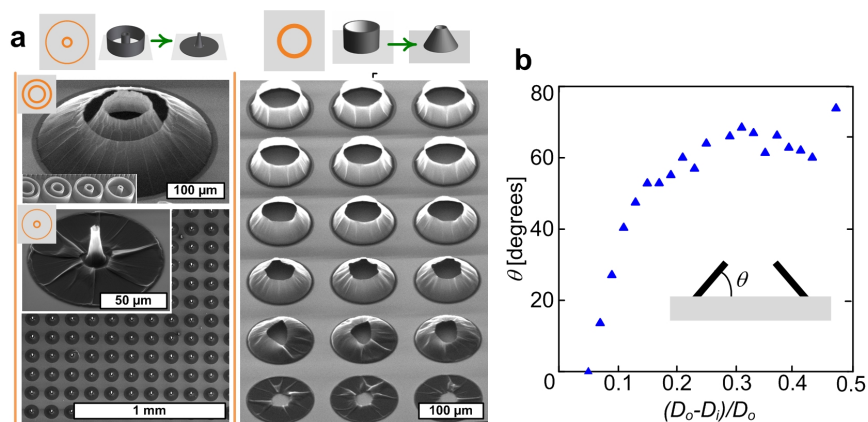 a
100 µm
50 µm
1 mm
100 µm
b
80
60
40
20
0
θ [degrees]
θ
0.1
0.2
0.3
0.4
0.5
(Do-Di)/Do